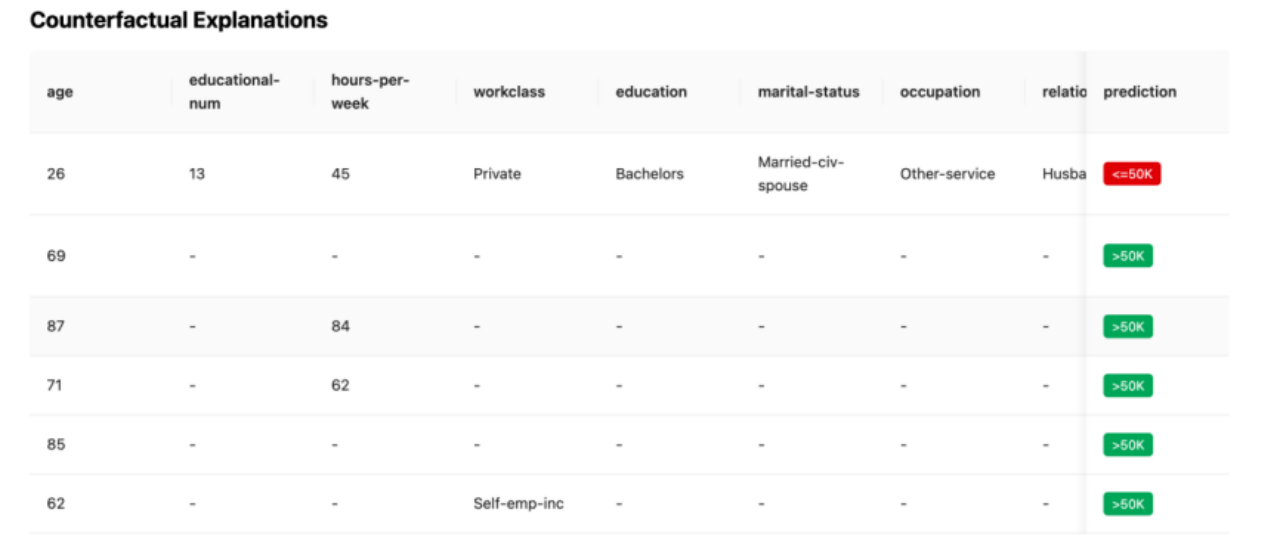 Counterfactual Explanations
age educational-num hours-per-week workclass education marital-status occupation relatio prediction
26 13 45 Private Bachelors Married-civ-spouse Other-service Husba <=50K
69 - - - - - - - >50K
87 - 84 - - - - - >50K
71 - 62 - - - - - >50K
85 - - - - - - - >50K
62 - - Self-emp-inc - - - - >50K